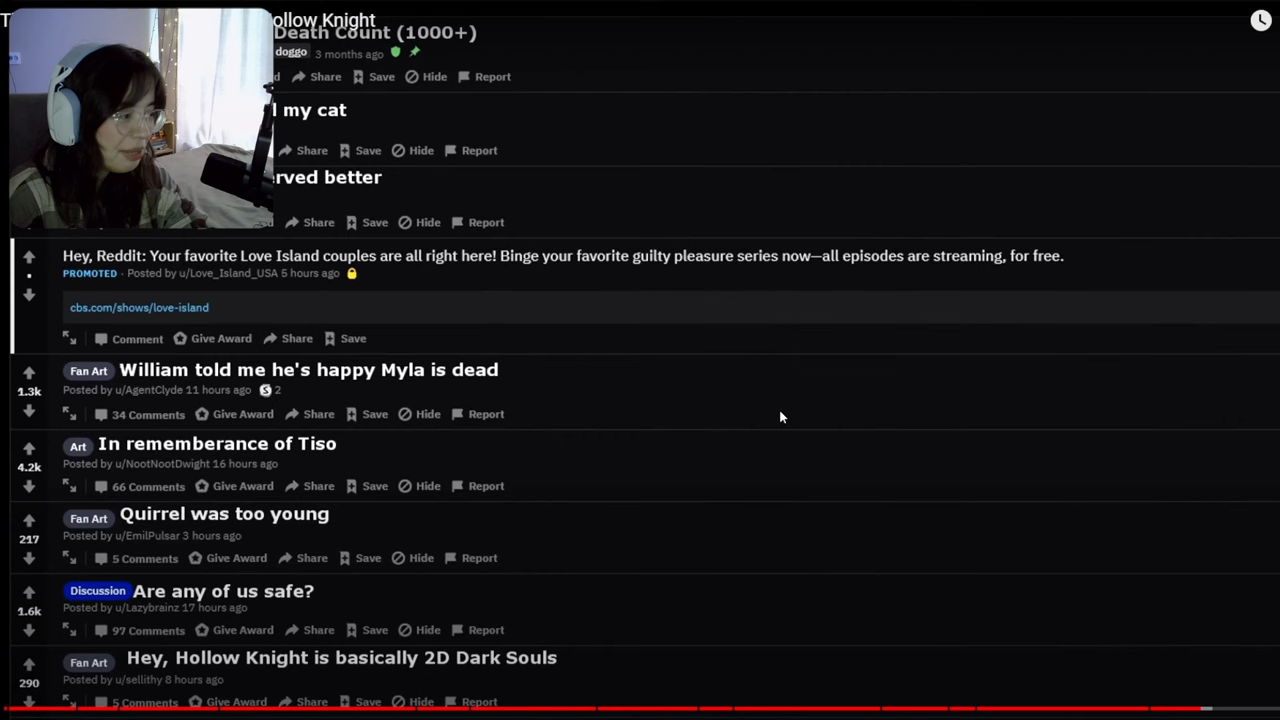 T
ollow Knight
Death Count (1000+)
doggo 3 months ago
d Share Save Hide Report
l my cat
Share Save Hide Report
rved better
Share Save Hide Report
Hey, Reddit: Your favorite Love Island couples are all right here! Binge your favorite guilty pleasure series now—all episodes are streaming, for free.
PROMOTED · Posted by u/Love_Island_USA 5 hours ago
cbs.com/shows/love-island
Comment Give Award Share Save
Fan Art William told me he's happy Myla is dead
1.3k Posted by u/AgentClyde 11 hours ago S 2
34 Comments Give Award Share Save Hide Report
Art In rememberance of Tiso
4.2k Posted by u/NootNootDwight 16 hours ago
66 Comments Give Award Share Save Hide Report
Fan Art Quirrel was too young
217 Posted by u/EmilPulsar 3 hours ago
5 Comments Give Award Share Save Hide Report
Discussion Are any of us safe?
1.6k Posted by u/Lazybrainz 17 hours ago
97 Comments Give Award Share Save Hide Report
Fan Art Hey, Hollow Knight is basically 2D Dark Souls
290 Posted by u/sellithy 8 hours ago
5 Comments Give Award Share Save Hide Report